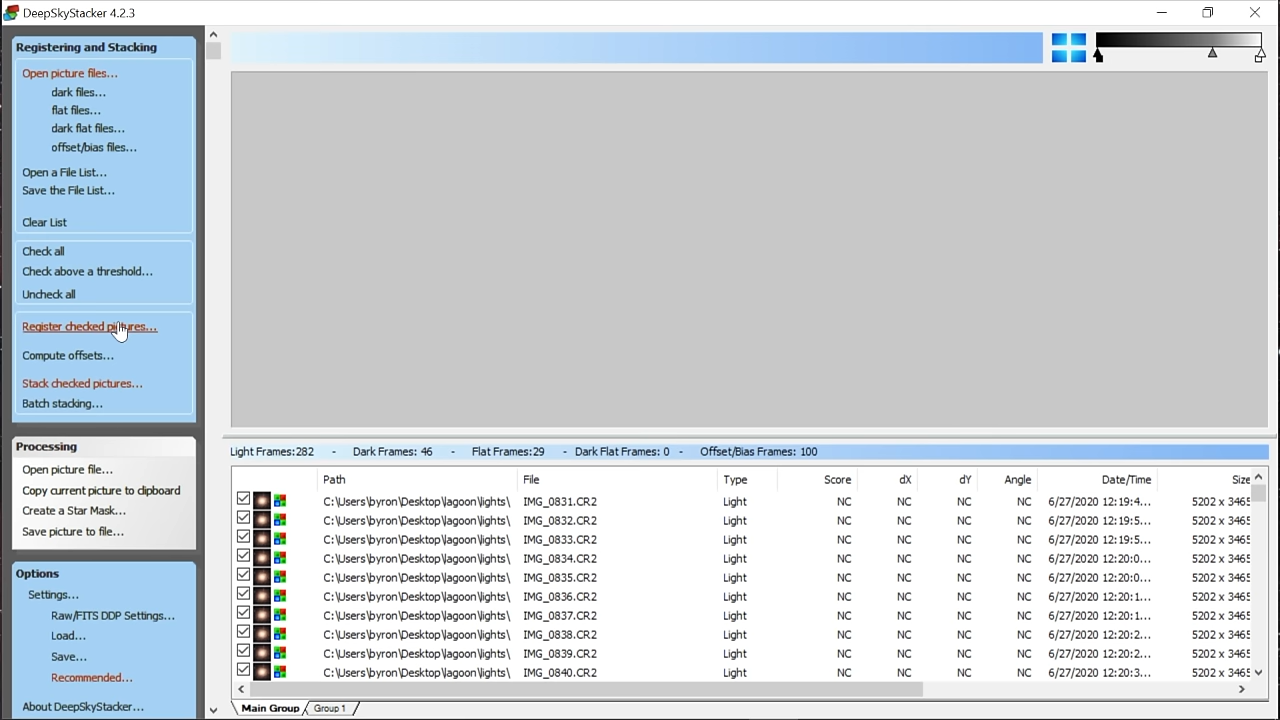 DeepSkyStacker 4.2.3
Registering and Stacking
Open picture files...
dark files...
flat files...
dark flat files...
offset/bias files...
Open a File List...
Save the File List...
Clear List
Check all
Check above a threshold...
Uncheck all
Register checked pictures...
Compute offsets...
Stack checked pictures...
Batch stacking...
Processing
Open picture file...
Copy current picture to clipboard
Create a Star Mask...
Save picture to file...
Options
Settings...
Raw/FITS DDP Settings...
Load...
Save...
Recommended...
About DeepSkyStacker...
Light Frames:282 - Dark Frames: 46 - Flat Frames:29 - Dark Flat Frames: 0 - Offset/Bias Frames: 100
Path File Type Score dX dY Angle Date/Time Size
C:\Users\byron\Desktop\lagoon\lights\ IMG_0831.CR2 Light NC NC NC NC 6/27/2020 12:19:4... 5202 x 3465
C:\Users\byron\Desktop\lagoon\lights\ IMG_0832.CR2 Light NC NC NC NC 6/27/2020 12:19:5... 5202 x 3465
C:\Users\byron\Desktop\lagoon\lights\ IMG_0833.CR2 Light NC NC NC NC 6/27/2020 12:19:5... 5202 x 3465
C:\Users\byron\Desktop\lagoon\lights\ IMG_0834.CR2 Light NC NC NC NC 6/27/2020 12:20:0... 5202 x 3465
C:\Users\byron\Desktop\lagoon\lights\ IMG_0835.CR2 Light NC NC NC NC 6/27/2020 12:20:0... 5202 x 3465
C:\Users\byron\Desktop\lagoon\lights\ IMG_0836.CR2 Light NC NC NC NC 6/27/2020 12:20:1... 5202 x 3465
C:\Users\byron\Desktop\lagoon\lights\ IMG_0837.CR2 Light NC NC NC NC 6/27/2020 12:20:1... 5202 x 3465
C:\Users\byron\Desktop\lagoon\lights\ IMG_0838.CR2 Light NC NC NC NC 6/27/2020 12:20:2... 5202 x 3465
C:\Users\byron\Desktop\lagoon\lights\ IMG_0839.CR2 Light NC NC NC NC 6/27/2020 12:20:2... 5202 x 3465
C:\Users\byron\Desktop\lagoon\lights\ IMG_0840.CR2 Light NC NC NC NC 6/27/2020 12:20:3... 5202 x 3465
Main Group Group 1